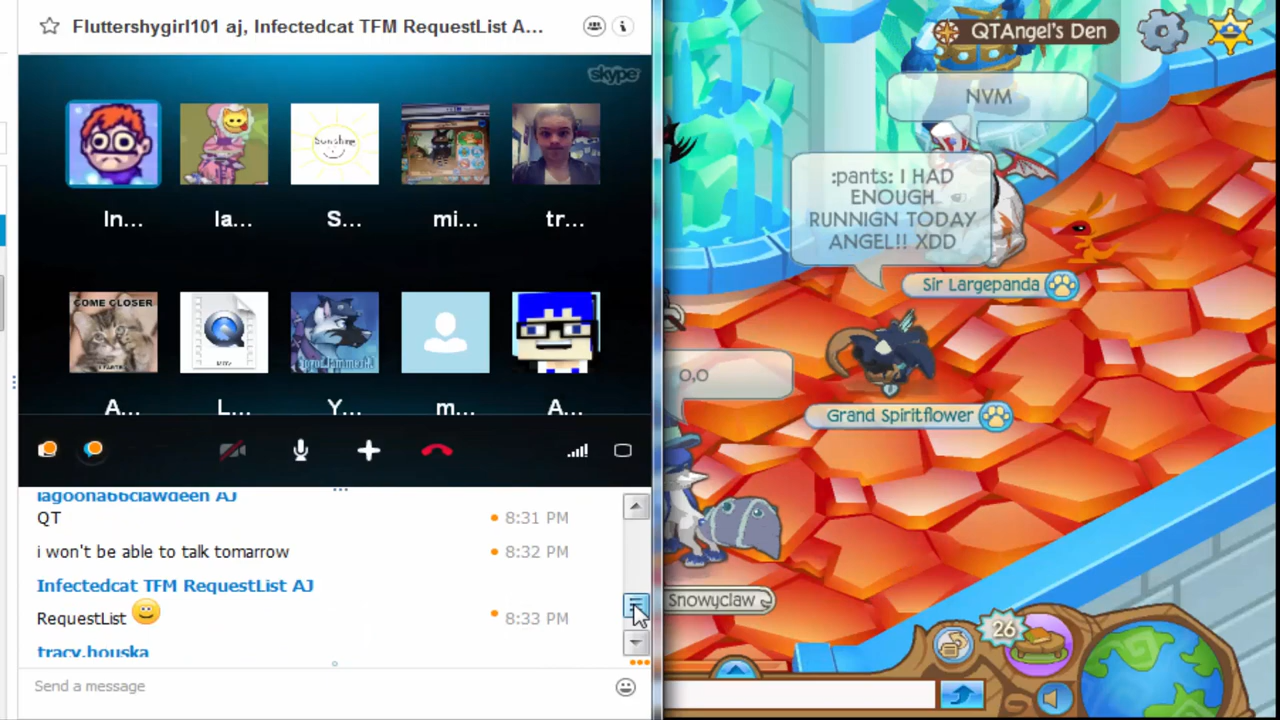 Fluttershygirl101 aj, Infectedcat TFM RequestList A...
skype
Sunshine
In...
la...
S...
mi...
tr...
COME CLOSER
MOV
A...
L...
Y...
m...
A...
lagoona66clawdeen AJ
QT
8:31 PM
i won't be able to talk tomarrow
8:32 PM
Infectedcat TFM RequestList AJ
RequestList
8:33 PM
tracy.houska
Send a message
QTAngel's Den
NVM
:pants: I HAD
ENOUGH
RUNNIGN TODAY
ANGEL!! XDD
Sir Largepanda
O,O
Grand Spiritflower
Snowyclaw
26